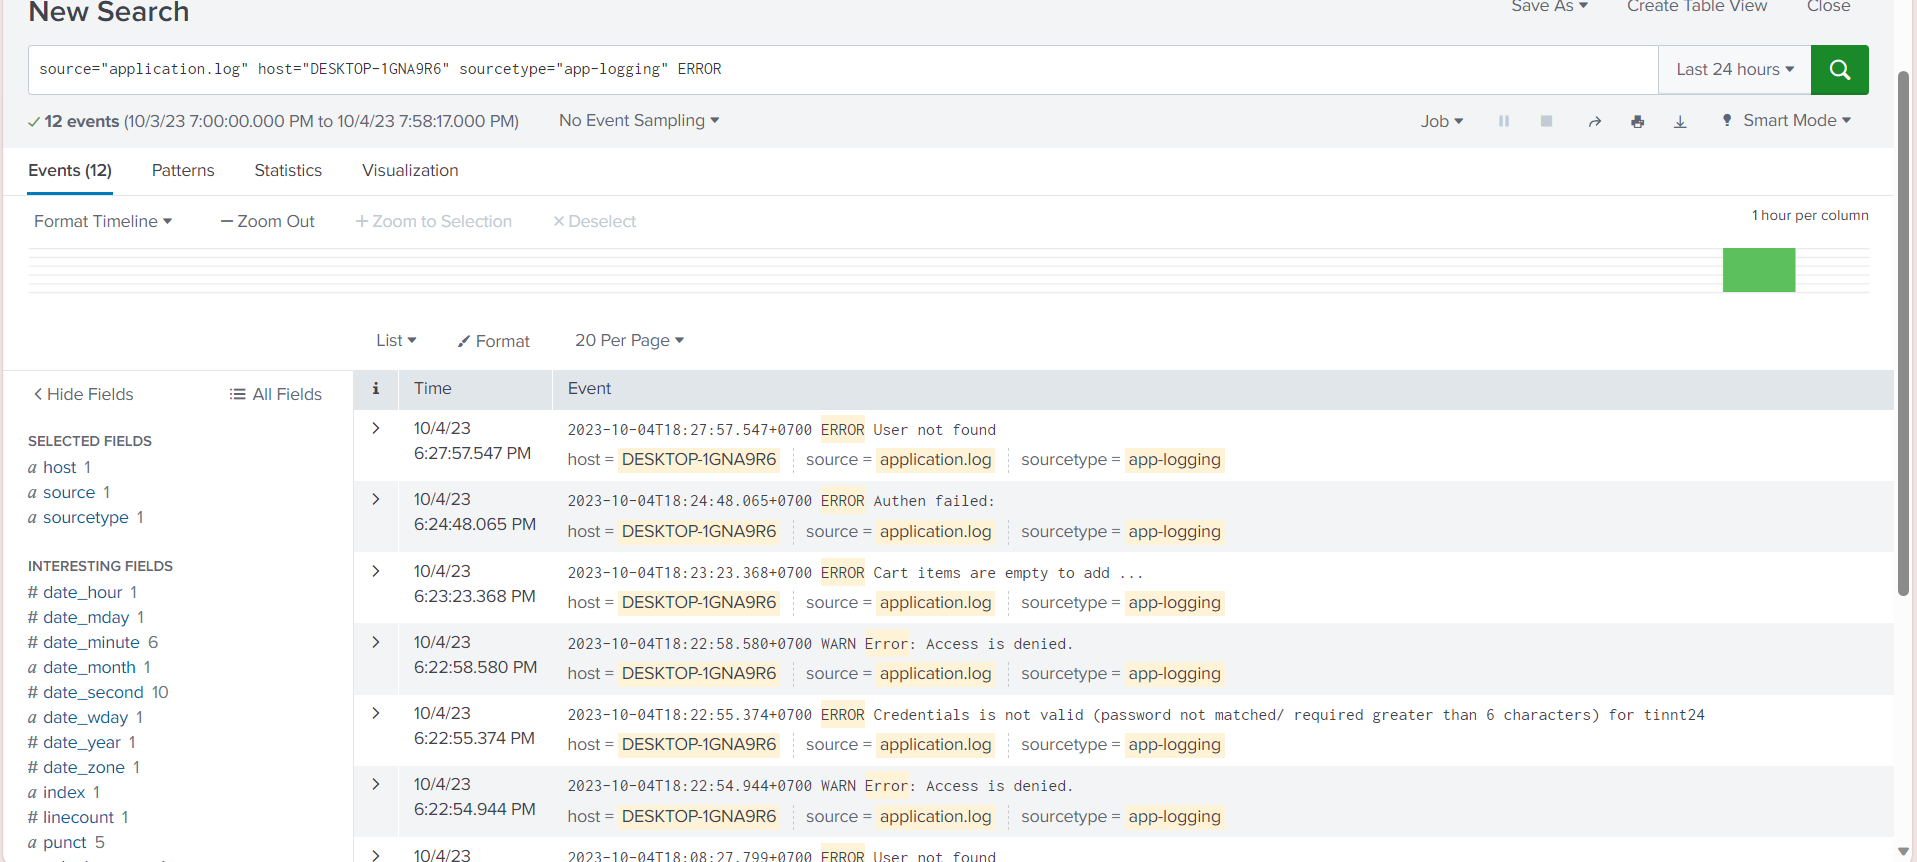 New Search
Save As Create Table View Close
source="application.log" host="DESKTOP-1GNA9R6" sourcetype="app-logging" ERROR
Last 24 hours
12 events (10/3/23 7:00:00.000 PM to 10/4/23 7:58:17.000 PM) No Event Sampling
Job Smart Mode
Events (12) Patterns Statistics Visualization
Format Timeline — Zoom Out + Zoom to Selection × Deselect
1 hour per column
List Format 20 Per Page
< Hide Fields All Fields
SELECTED FIELDS
a host 1
a source 1
a sourcetype 1
INTERESTING FIELDS
# date_hour 1
# date_mday 1
# date_minute 6
a date_month 1
# date_second 10
a date_wday 1
# date_year 1
# date_zone 1
a index 1
# linecount 1
a punct 5
i Time Event
10/4/23
6:27:57.547 PM
2023-10-04T18:27:57.547+0700 ERROR User not found
host = DESKTOP-1GNA9R6 source = application.log sourcetype = app-logging
10/4/23
6:24:48.065 PM
2023-10-04T18:24:48.065+0700 ERROR Authen failed:
host = DESKTOP-1GNA9R6 source = application.log sourcetype = app-logging
10/4/23
6:23:23.368 PM
2023-10-04T18:23:23.368+0700 ERROR Cart items are empty to add ...
host = DESKTOP-1GNA9R6 source = application.log sourcetype = app-logging
10/4/23
6:22:58.580 PM
2023-10-04T18:22:58.580+0700 WARN Error: Access is denied.
host = DESKTOP-1GNA9R6 source = application.log sourcetype = app-logging
10/4/23
6:22:55.374 PM
2023-10-04T18:22:55.374+0700 ERROR Credentials is not valid (password not matched/ required greater than 6 characters) for tinnt24
host = DESKTOP-1GNA9R6 source = application.log sourcetype = app-logging
10/4/23
6:22:54.944 PM
2023-10-04T18:22:54.944+0700 WARN Error: Access is denied.
host = DESKTOP-1GNA9R6 source = application.log sourcetype = app-logging
10/4/23
2023-10-04T18:08:27.799+0700 ERROR User not found